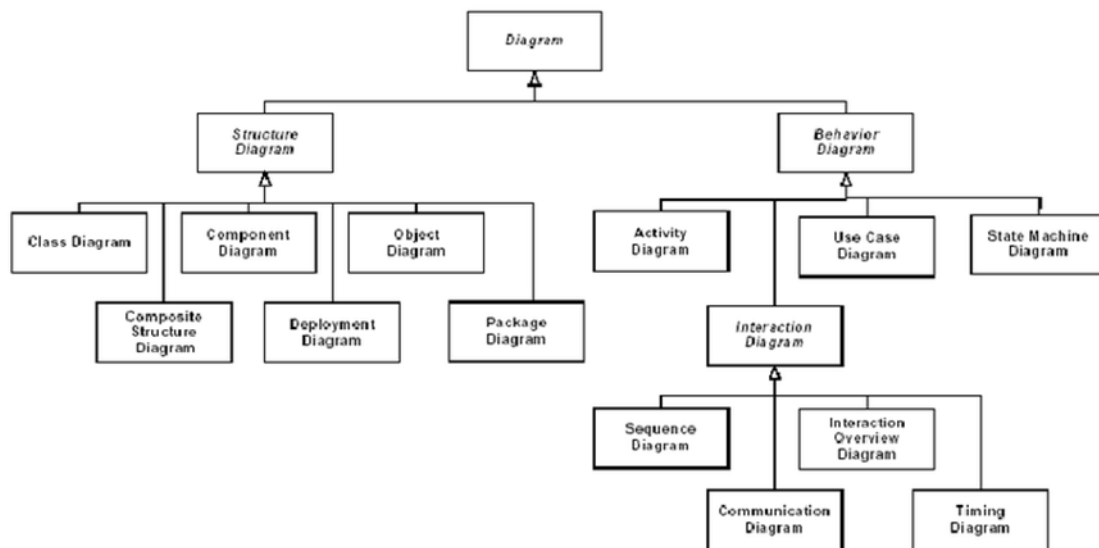 Diagram
Structure
Diagram
Behavior
Diagram
Class Diagram
Component
Diagram
Object
Diagram
Activity
Diagram
Use Case
Diagram
State Machine
Diagram
Composite
Structure
Diagram
Deployment
Diagram
Package
Diagram
Interaction
Diagram
Sequence
Diagram
Interaction
Overview
Diagram
Communication
Diagram
Timing
Diagram